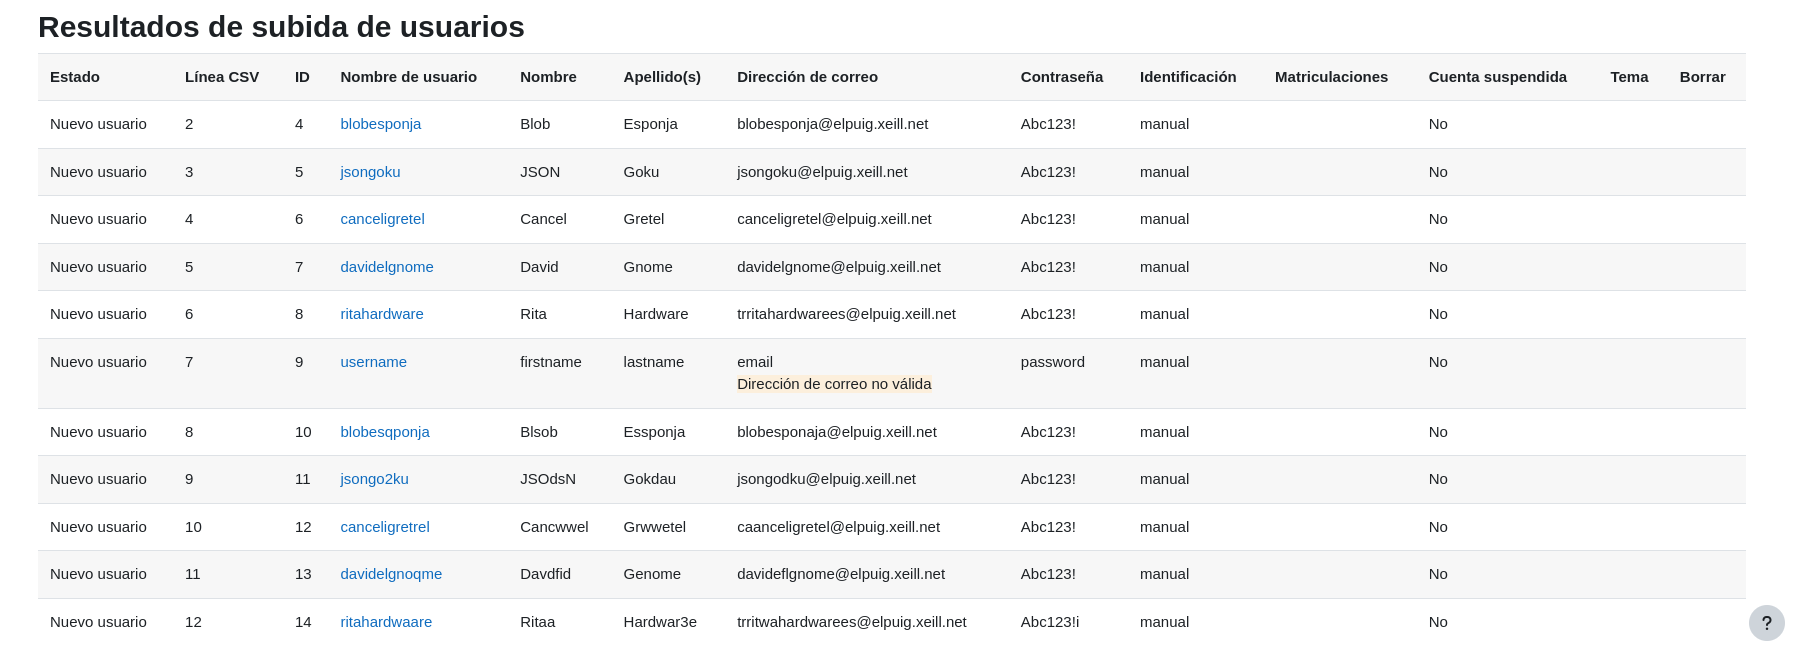 Resultados de subida de usuarios
Estado Línea CSV ID Nombre de usuario Nombre Apellido(s) Dirección de correo Contraseña Identificación Matriculaciones Cuenta suspendida Tema Borrar
Nuevo usuario 2 4 blobesponja Blob Esponja blobesponja@elpuig.xeill.net Abc123! manual No
Nuevo usuario 3 5 jsongoku JSON Goku jsongoku@elpuig.xeill.net Abc123! manual No
Nuevo usuario 4 6 canceligretel Cancel Gretel canceligretel@elpuig.xeill.net Abc123! manual No
Nuevo usuario 5 7 davidelgnome David Gnome davidelgnome@elpuig.xeill.net Abc123! manual No
Nuevo usuario 6 8 ritahardware Rita Hardware trritahardwarees@elpuig.xeill.net Abc123! manual No
Nuevo usuario 7 9 username firstname lastname email password manual No
Dirección de correo no válida
Nuevo usuario 8 10 blobesqponja Blsob Essponja blobesponaja@elpuig.xeill.net Abc123! manual No
Nuevo usuario 9 11 jsongo2ku JSOdsN Gokdau jsongodku@elpuig.xeill.net Abc123! manual No
Nuevo usuario 10 12 canceligretrel Cancwwel Grwwetel caanceligretel@elpuig.xeill.net Abc123! manual No
Nuevo usuario 11 13 davidelgnoqme Davdfid Genome davideflgnome@elpuig.xeill.net Abc123! manual No
Nuevo usuario 12 14 ritahardwaare Ritaa Hardwar3e trritwahardwarees@elpuig.xeill.net Abc123!i manual No
?